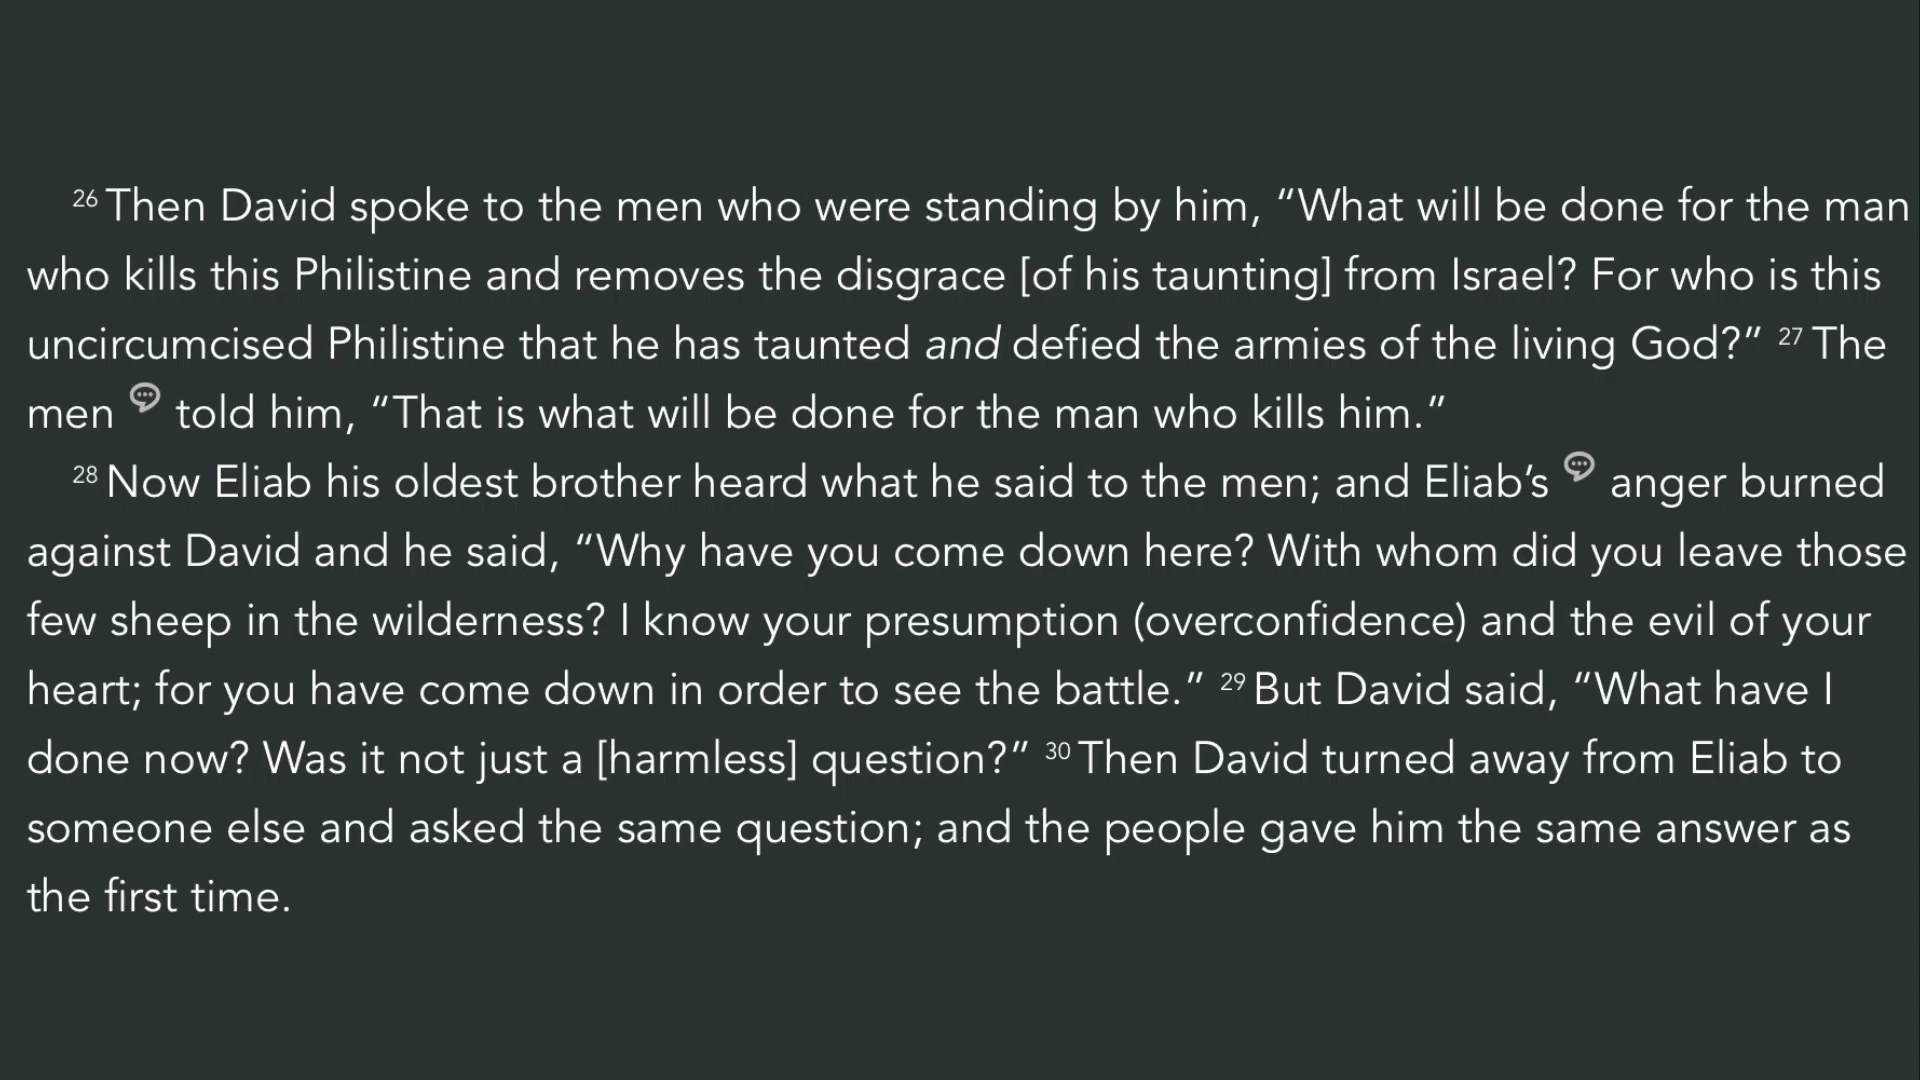 26 Then David spoke to the men who were standing by him, “What will be done for the man
who kills this Philistine and removes the disgrace [of his taunting] from Israel? For who is this
uncircumcised Philistine that he has taunted and defied the armies of the living God?” 27 The
men told him, “That is what will be done for the man who kills him.”
28 Now Eliab his oldest brother heard what he said to the men; and Eliab’s anger burned
against David and he said, “Why have you come down here? With whom did you leave those
few sheep in the wilderness? I know your presumption (overconfidence) and the evil of your
heart; for you have come down in order to see the battle.” 29 But David said, “What have I
done now? Was it not just a [harmless] question?” 30 Then David turned away from Eliab to
someone else and asked the same question; and the people gave him the same answer as
the first time.